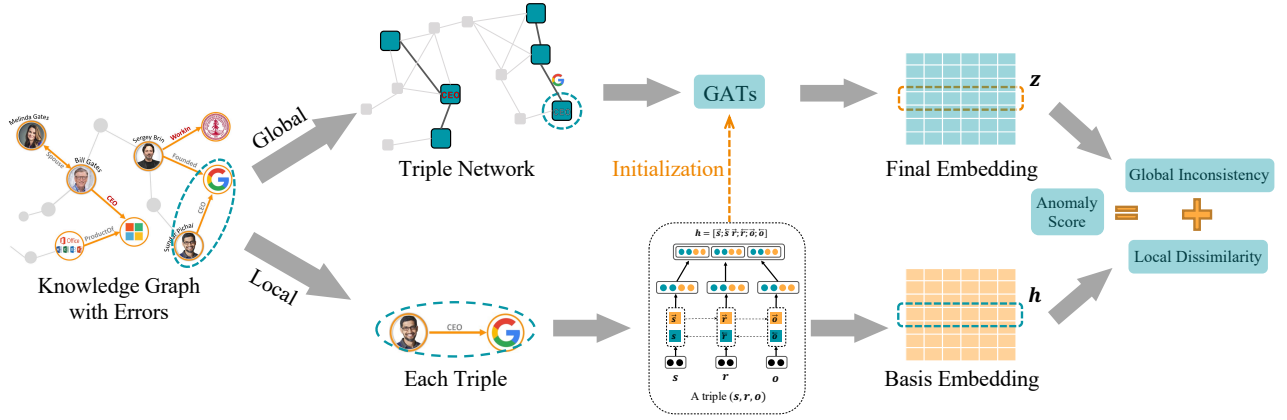 Melinda Gates
Spouse
Bill Gates
CEO
Sergey Brin
WorkIn
Founded
CEO
Sundar Pichai
Office
ProductOf
Knowledge Graph
with Errors
Global
Local
CEO
Triple Network
CEO
Each Triple
GATs
Initialization
A triple (s, r, o)
s
r
o
Final Embedding
z
Basis Embedding
h
Anomaly
Score
=
+
Global Inconsistency
Local Dissimilarity